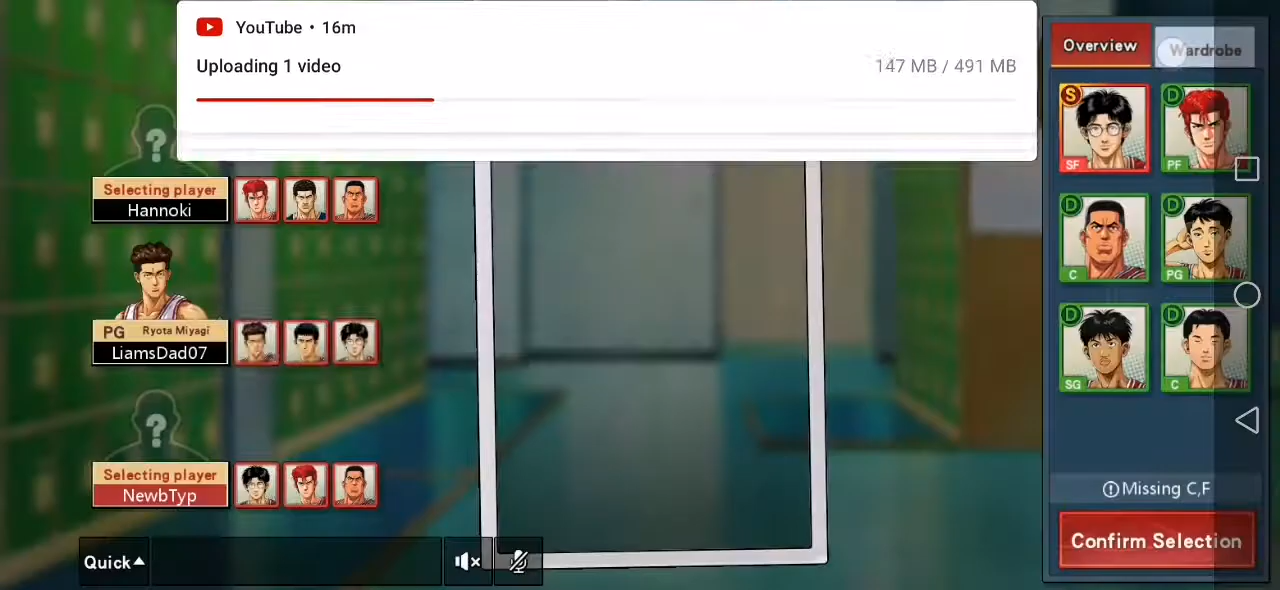 YouTube • 16m
Uploading 1 video
147 MB / 491 MB
Overview
Wardrobe
S
SF
D
PF
D
C
D
PG
D
SG
D
C
Selecting player
Hannoki
PG Ryota Miyagi
LiamsDad07
Selecting player
NewbTyp
Missing C,F
Confirm Selection
Quick